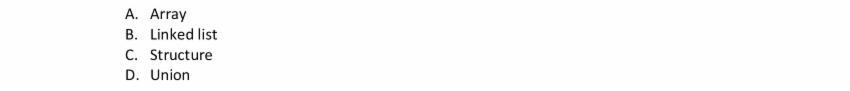 A. Array
B. Linked list
C. Structure
D. Union